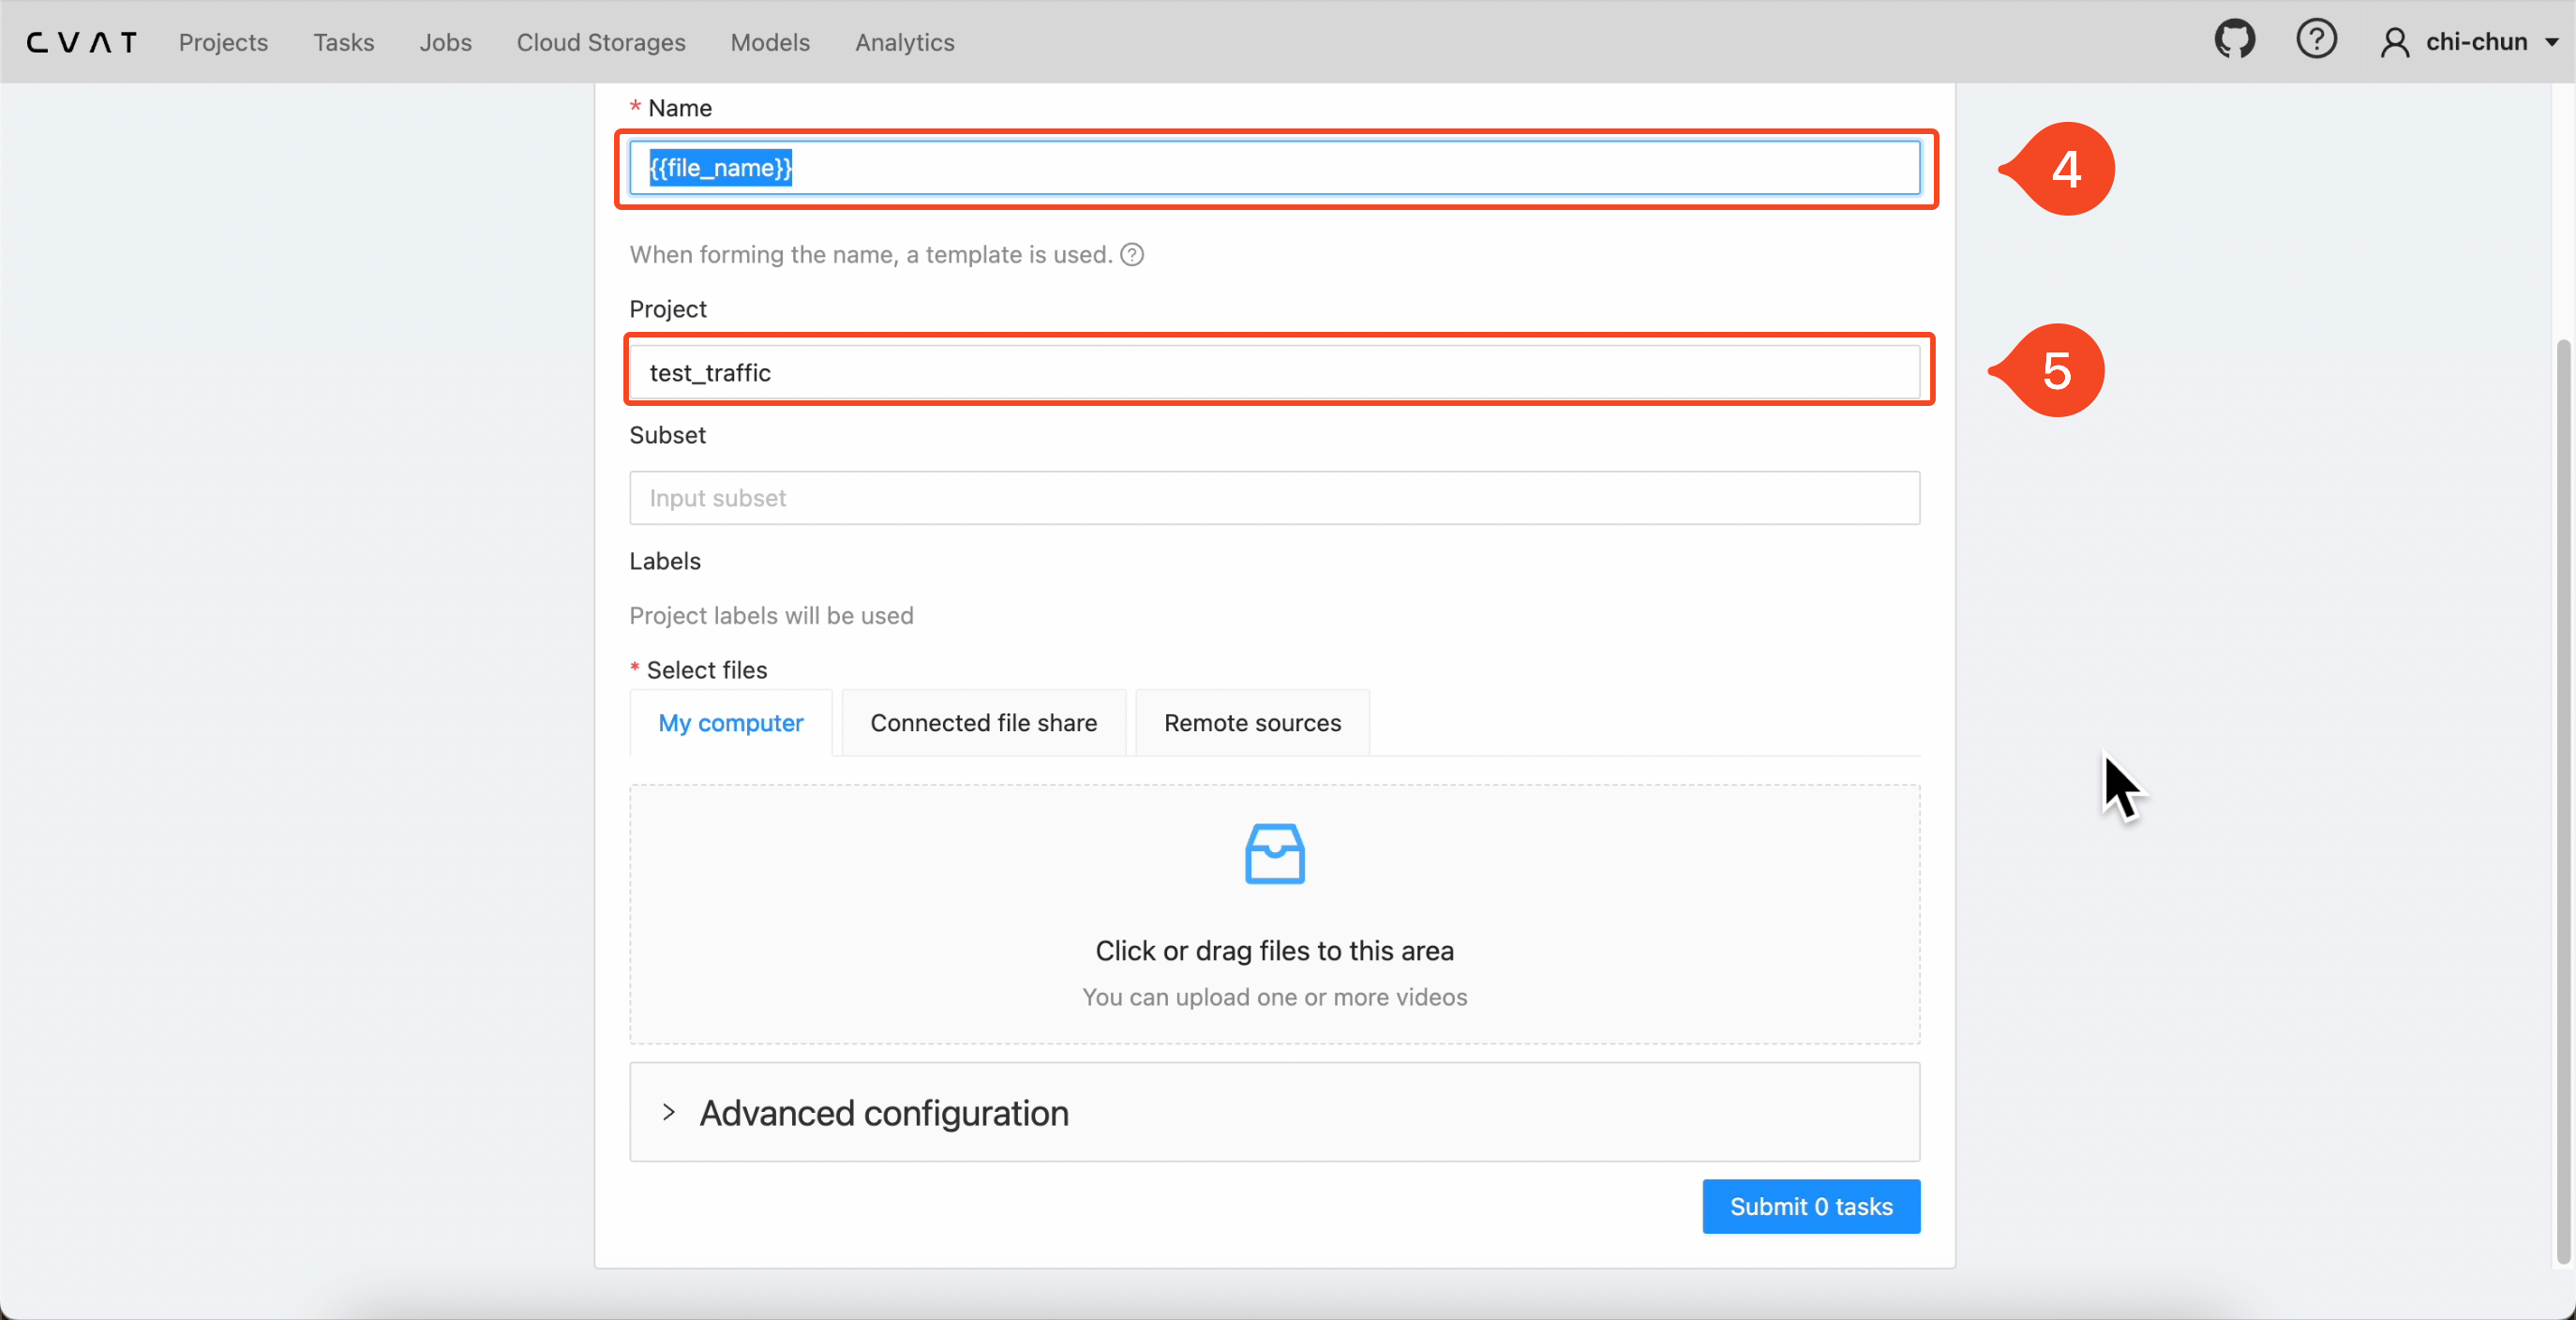 CVAT Projects Tasks Jobs Cloud Storages Models Analytics chi-chun
* Name
{{file_name}}
4
When forming the name, a template is used.
Project
test_traffic
5
Subset
Input subset
Labels
Project labels will be used
* Select files
My computer Connected file share Remote sources
Click or drag files to this area
You can upload one or more videos
> Advanced configuration
Submit 0 tasks